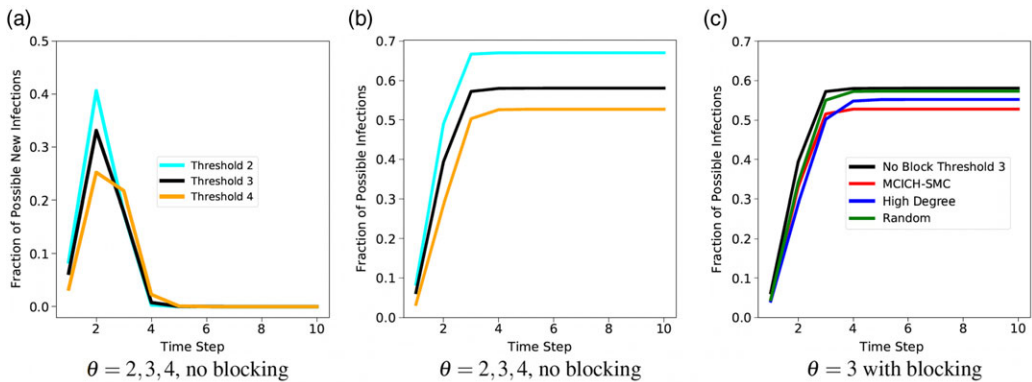 (a)
Fraction of Possible New Infections
0.5
0.4
0.3
0.2
0.1
0.0
Threshold 2
Threshold 3
Threshold 4
2 4 6 8 10
Time Step
θ = 2,3,4, no blocking
(b)
Fraction of Possible Infections
0.7
0.6
0.5
0.4
0.3
0.2
0.1
0.0
2 4 6 8 10
Time Step
θ = 2,3,4, no blocking
(c)
Fraction of Possible Infections
0.7
0.6
0.5
0.4
0.3
0.2
0.1
0.0
No Block Threshold 3
MCICH-SMC
High Degree
Random
2 4 6 8 10
Time Step
θ = 3 with blocking